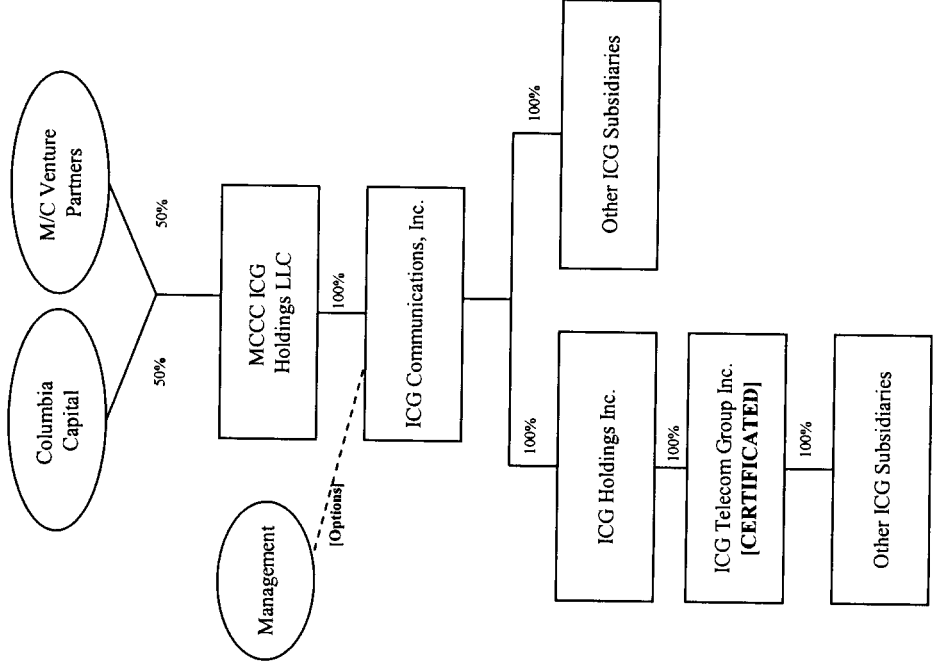 Columbia
Capital
M/C Venture
Partners
50%
50%
MCCC ICG
Holdings LLC
100%
Management
[Options]
ICG Communications, Inc.
100%
100%
ICG Holdings Inc.
Other ICG Subsidiaries
100%
ICG Telecom Group Inc.
[CERTIFICATED]
100%
Other ICG Subsidiaries